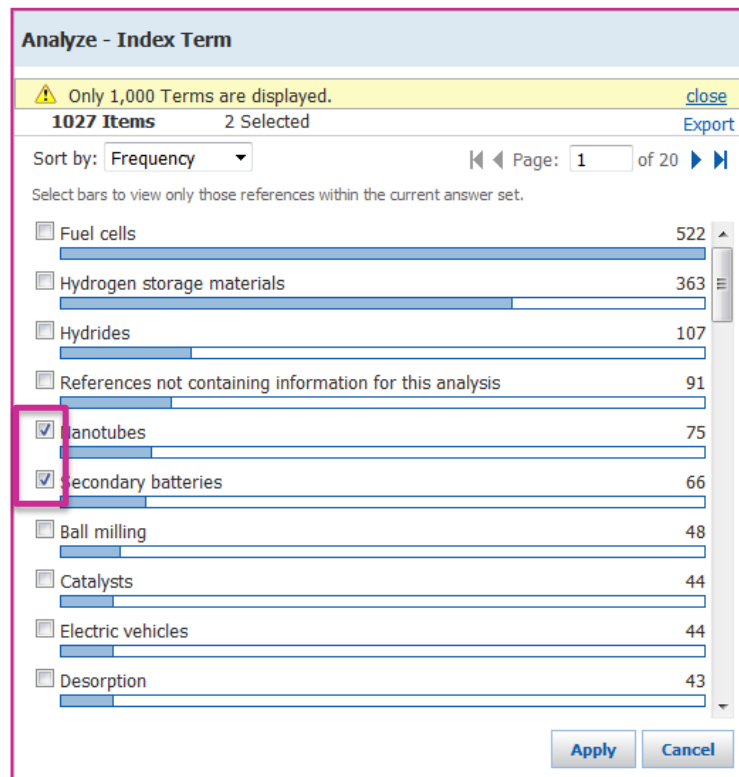 Analyze - Index Term
Only 1,000 Terms are displayed. close
1027 Items 2 Selected Export
Sort by: Frequency Page: 1 of 20
Select bars to view only those references within the current answer set.
Fuel cells 522
Hydrogen storage materials 363
Hydrides 107
References not containing information for this analysis 91
Nanotubes 75
Secondary batteries 66
Ball milling 48
Catalysts 44
Electric vehicles 44
Desorption 43
Apply Cancel